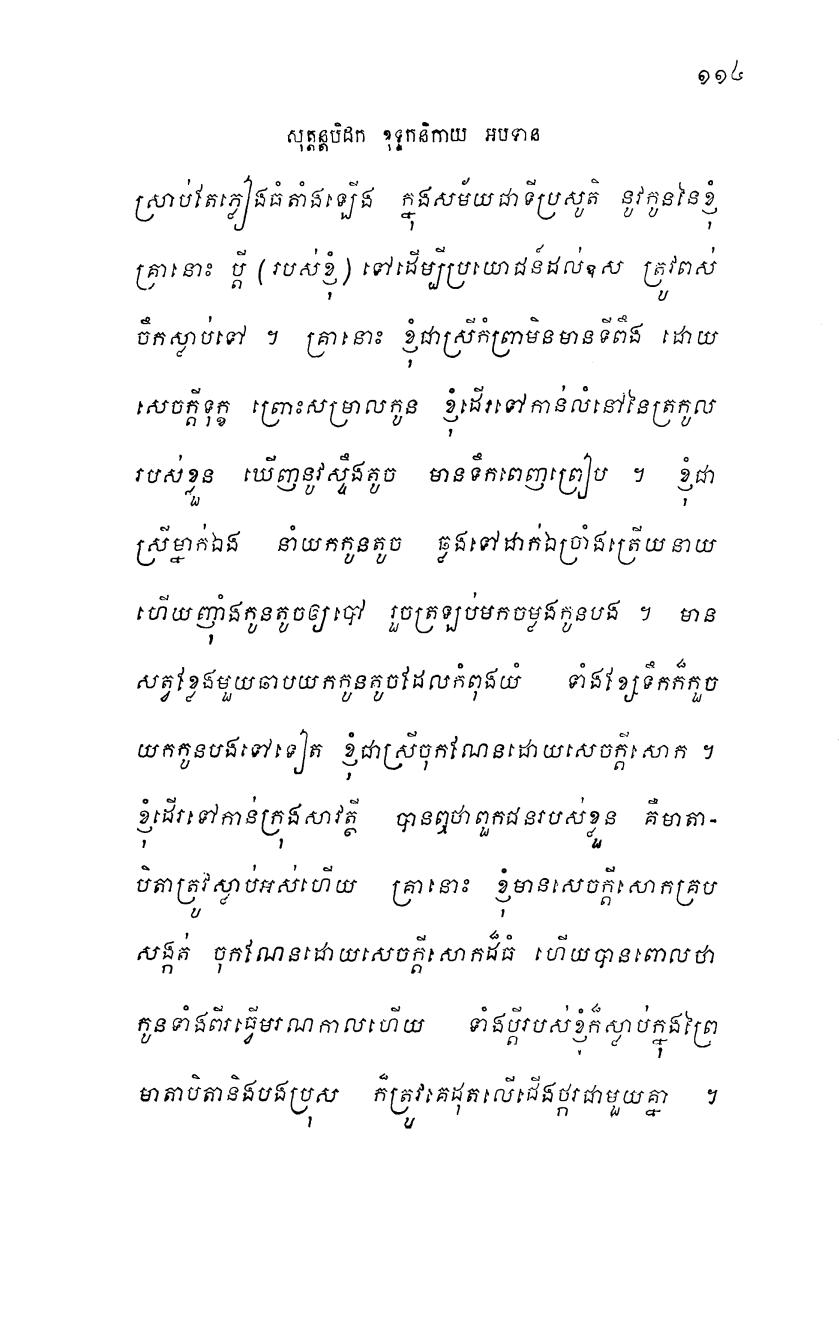 ១១៤
សុត្តន្តបិដក ខុទ្ទកនិកាយ អបទាន
ស្រាប់តែភ្លៀងធំតាំងឡើង ក្នុងសម័យជាទីប្រសូតិ នូវកូននៃខ្ញុំ
គ្រានោះ ប្តី (របស់ខ្ញុំ) ទៅដើម្បីប្រយោជន៍ដល់ឧស ត្រូវពស់
ចឹកស្លាប់ទៅ ។ គ្រានោះ ខ្ញុំជាស្រីកំព្រាមិនមានទីពឹង ដោយ
សេចក្តីទុក្ខ ព្រោះសម្រាលកូន ខ្ញុំដើរទៅកាន់លំនៅនៃត្រកូល
របស់ខ្លួន ឃើញនូវស្ទឹងតូច មានទឹកពេញព្រៀប ។ ខ្ញុំជា
ស្រីម្នាក់ឯង នាំយកកូនតូច ឆ្លងទៅដាក់ឯច្រាំងត្រើយនាយ
ហើយញ៉ាំងកូនតូចឲ្យបៅ រួចត្រឡប់មកចម្លងកូនបង ។ មាន
សត្វខ្លែងមួយឆាបយកកូនតូចដែលកំពុងយំ ទាំងខ្សែទឹកក៏កួច
យកកូនបងទៅទៀត ខ្ញុំជាស្រីចុកណែនដោយសេចក្តីសោក ។
ខ្ញុំដើរទៅកាន់ក្រុងសាវត្ថី បានឮថាពួកជនរបស់ខ្លួន គឺមាតា-
បិតាត្រូវស្លាប់អស់ហើយ គ្រានោះ ខ្ញុំមានសេចក្តីសោកគ្រប
សង្កត់ ចុកណែនដោយសេចក្តីសោកដ៏ធំ ហើយបានពោលថា
កូនទាំងពីរធ្វើមរណកាលហើយ ទាំងប្តីរបស់ខ្ញុំក៏ស្លាប់ក្នុងព្រៃ
មាតាបិតានិងបងប្រុស ក៏ត្រូវគេដុតលើជើងថ្ករជាមួយគ្នា ។